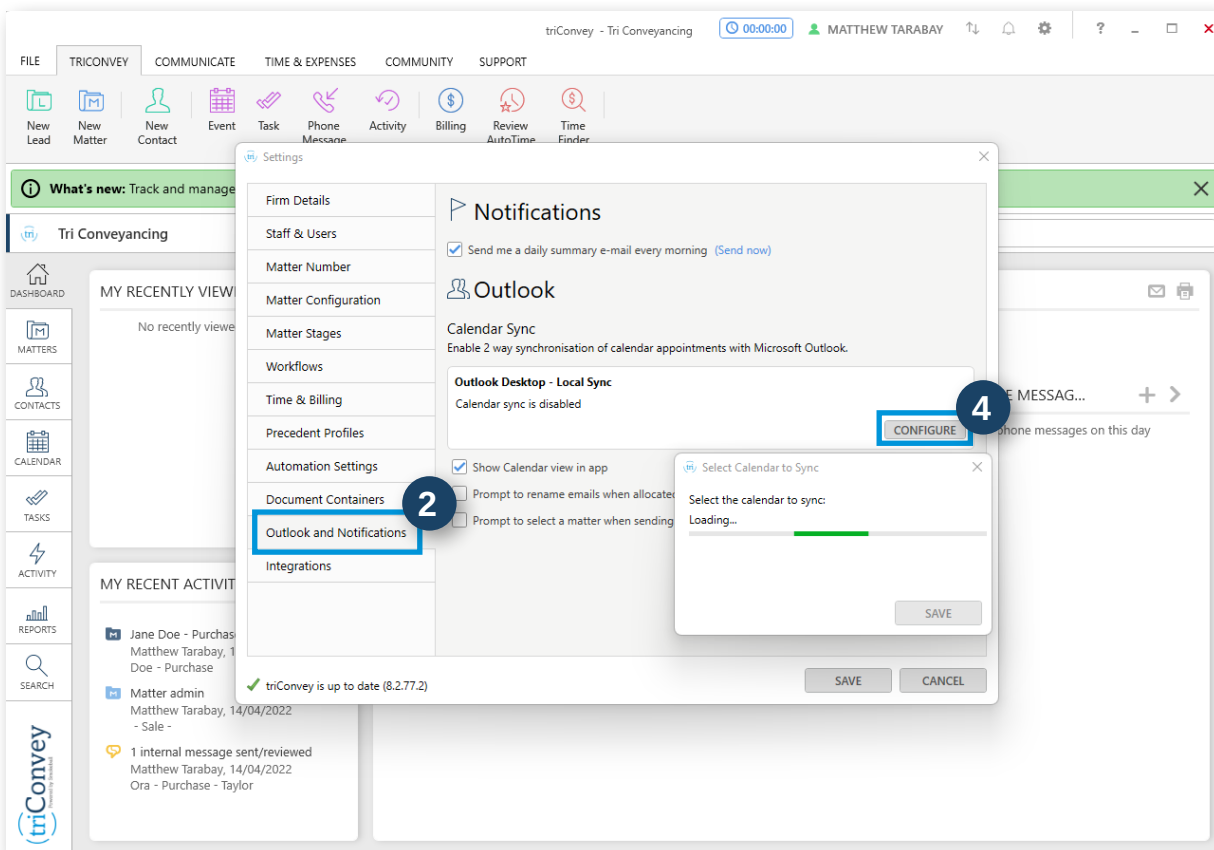 triConvey - Tri Conveyancing
00:00:00
MATTHEW TARABAY
?
FILE
TRICONVEY
COMMUNICATE
TIME & EXPENSES
COMMUNITY
SUPPORT
New
Lead
New
Matter
New
Contact
Event
Task
Phone
Message
Activity
Billing
Review
AutoTime
Time
Finder
What's new: Track and manage
tri
Tri Conveyancing
DASHBOARD
MATTERS
CONTACTS
CALENDAR
TASKS
ACTIVITY
REPORTS
SEARCH
(triConvey)
MY RECENTLY VIEW
No recently viewe
MY RECENT ACTIVIT
Jane Doe - Purchas
Matthew Tarabay, 1
Doe - Purchase
Matter admin
Matthew Tarabay, 14/04/2022
- Sale -
1 internal message sent/reviewed
Matthew Tarabay, 14/04/2022
Ora - Purchase - Taylor
E MESSAG...
phone messages on this day
Settings
Firm Details
Staff & Users
Matter Number
Matter Configuration
Matter Stages
Workflows
Time & Billing
Precedent Profiles
Automation Settings
Document Containers
2
Outlook and Notifications
Integrations
Notifications
Send me a daily summary e-mail every morning (Send now)
Outlook
Calendar Sync
Enable 2 way synchronisation of calendar appointments with Microsoft Outlook.
Outlook Desktop - Local Sync
Calendar sync is disabled
4
CONFIGURE
Show Calendar view in app
Prompt to rename emails when allocated
Prompt to select a matter when sending
Select Calendar to Sync
Select the calendar to sync:
Loading...
SAVE
triConvey is up to date (8.2.77.2)
SAVE
CANCEL